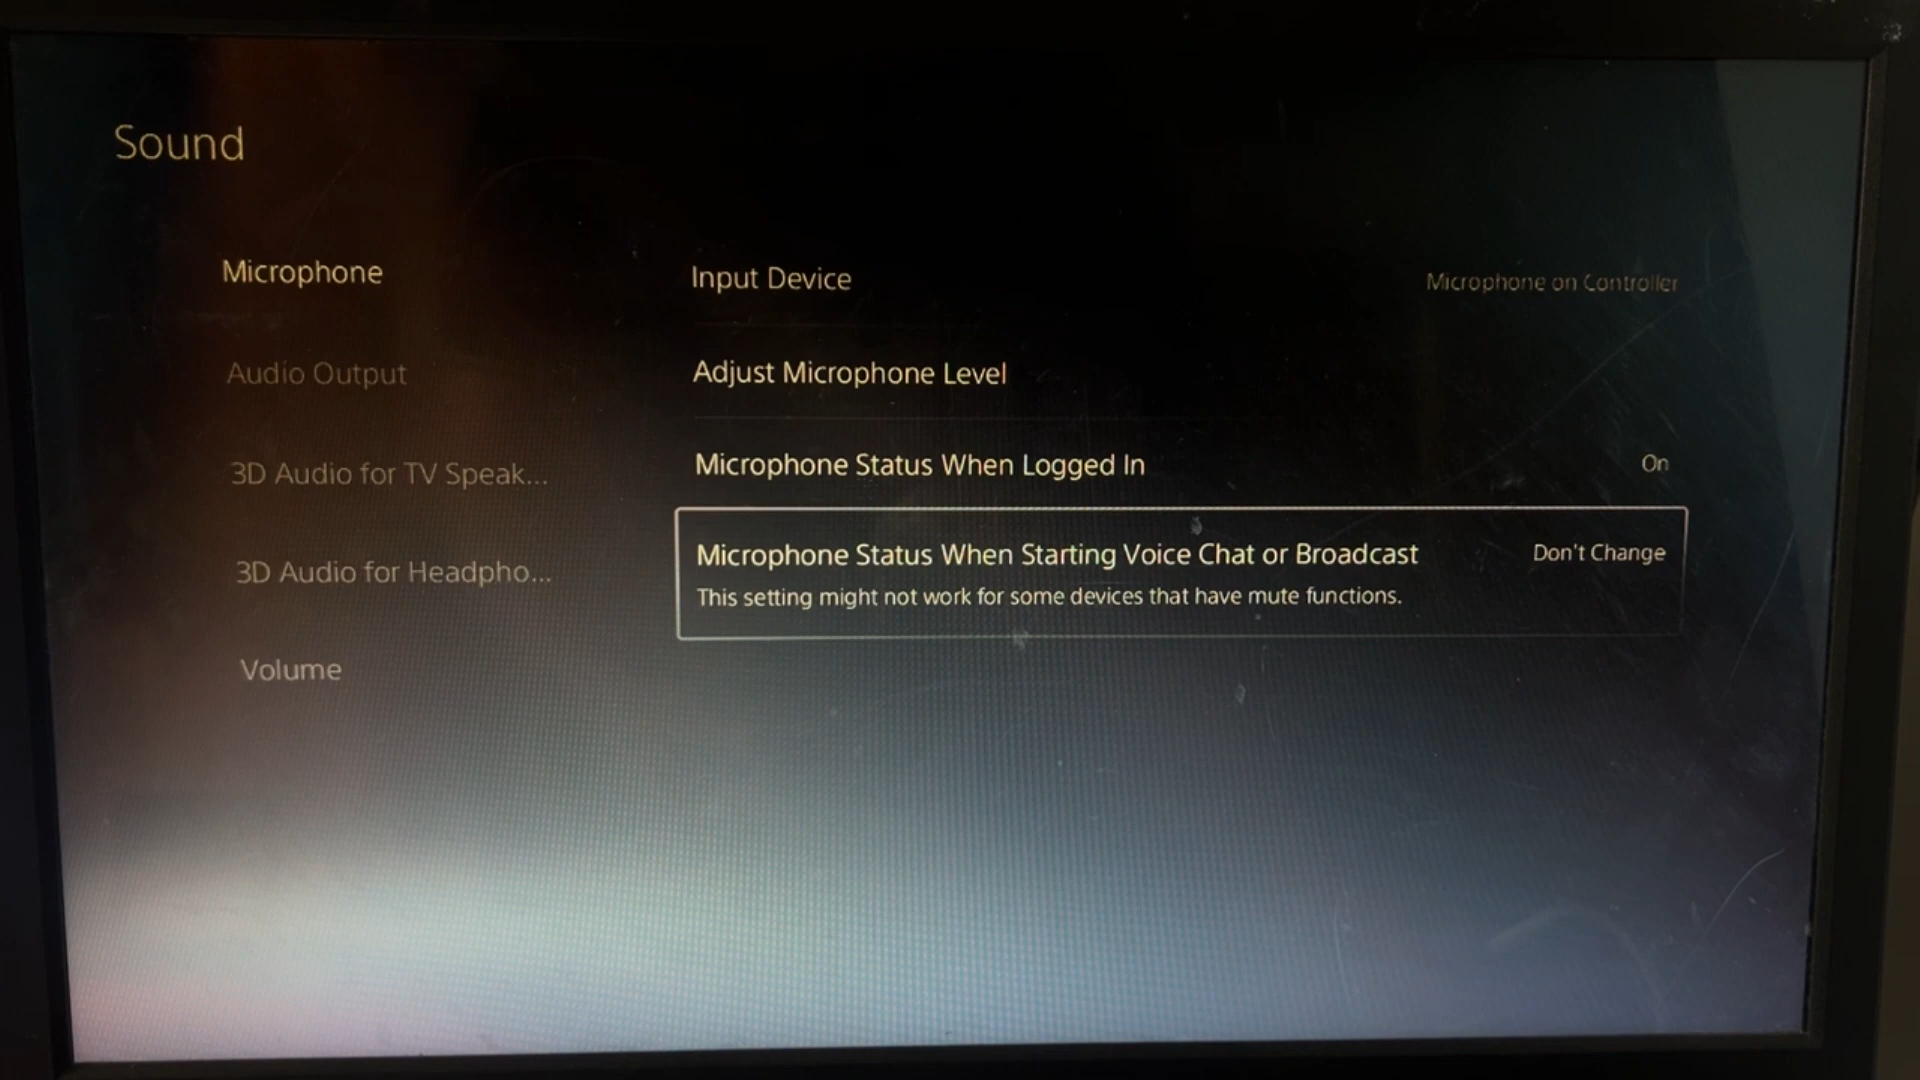 Sound
Microphone
Audio Output
3D Audio for TV Speak...
3D Audio for Headpho...
Volume
Input Device Microphone on Controller
Adjust Microphone Level
Microphone Status When Logged In On
Microphone Status When Starting Voice Chat or Broadcast Don't Change
This setting might not work for some devices that have mute functions.